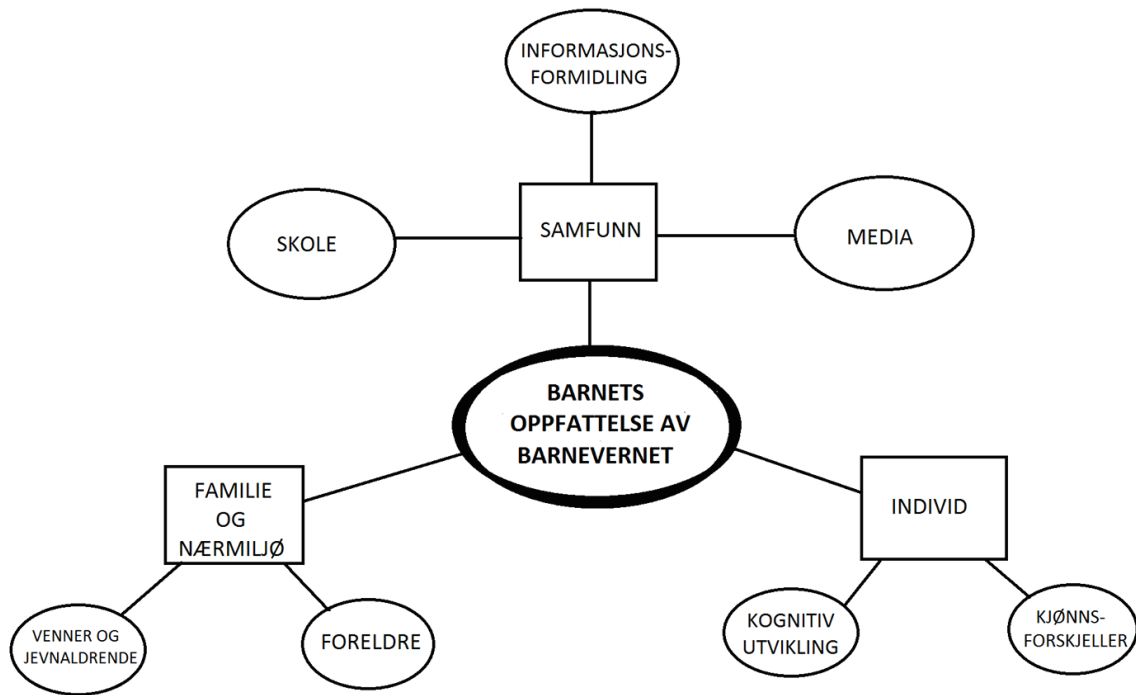 INFORMASJONS-
FORMIDLING
SKOLE
SAMFUNN
MEDIA
BARNETS
OPPFATTELSE AV
BARNEVERNET
FAMILIE
OG
NÆRMILJØ
INDIVID
VENNER OG
JEVNALDRENDE
FORELDRE
KOGNITIV
UTVIKLING
KJØNNS-
FORSKJELLER